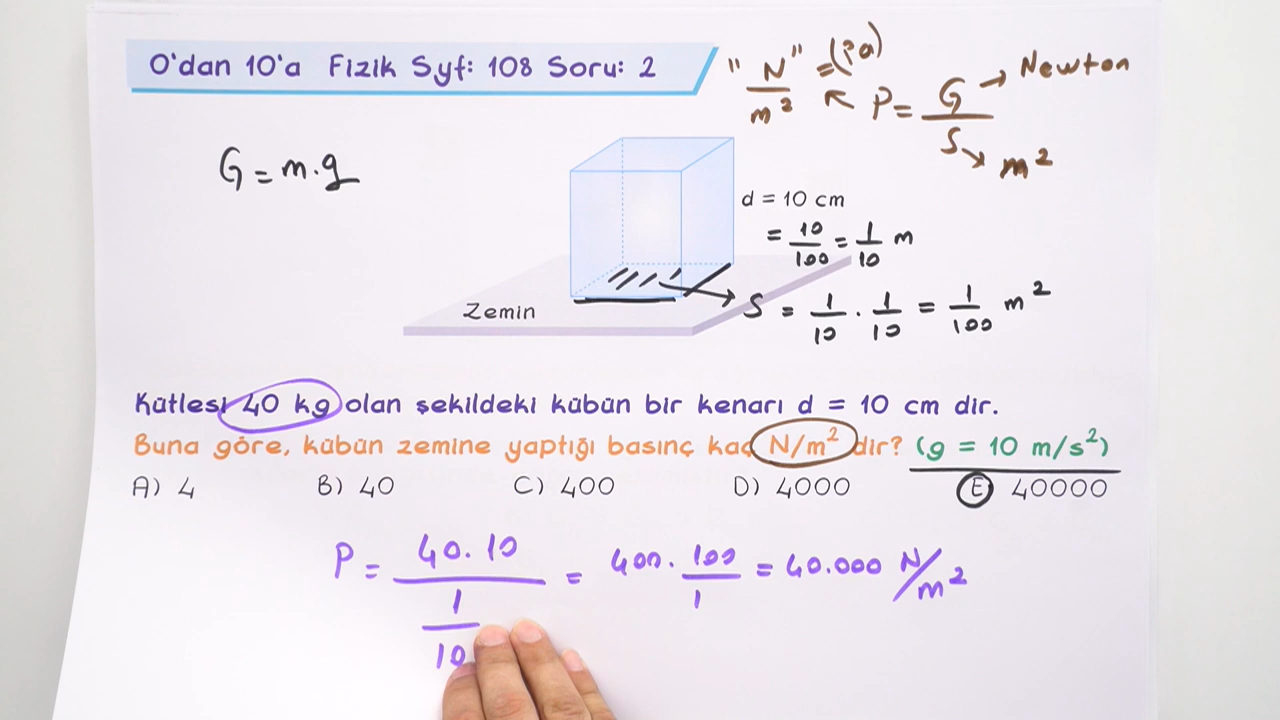 0'dan 10'a Fizik Syf: 108 Soru: 2
"N/m²" = (Pa)
P = G/S
Newton
m²
G = m.g
d = 10 cm
= 10/100 = 1/10 m
S = 1/10 . 1/10 = 1/100 m²
Zemin
Kütlesi 40 kg olan şekildeki kübün bir kenarı d = 10 cm dir.
Buna göre, kübün zemine yaptığı basınç kaç N/m² dir? (g = 10 m/s²)
A) 4 B) 40 C) 400 D) 4000 E) 40000
P = 40.10 / 1/10 = 400. 100/1 = 40.000 N/m²